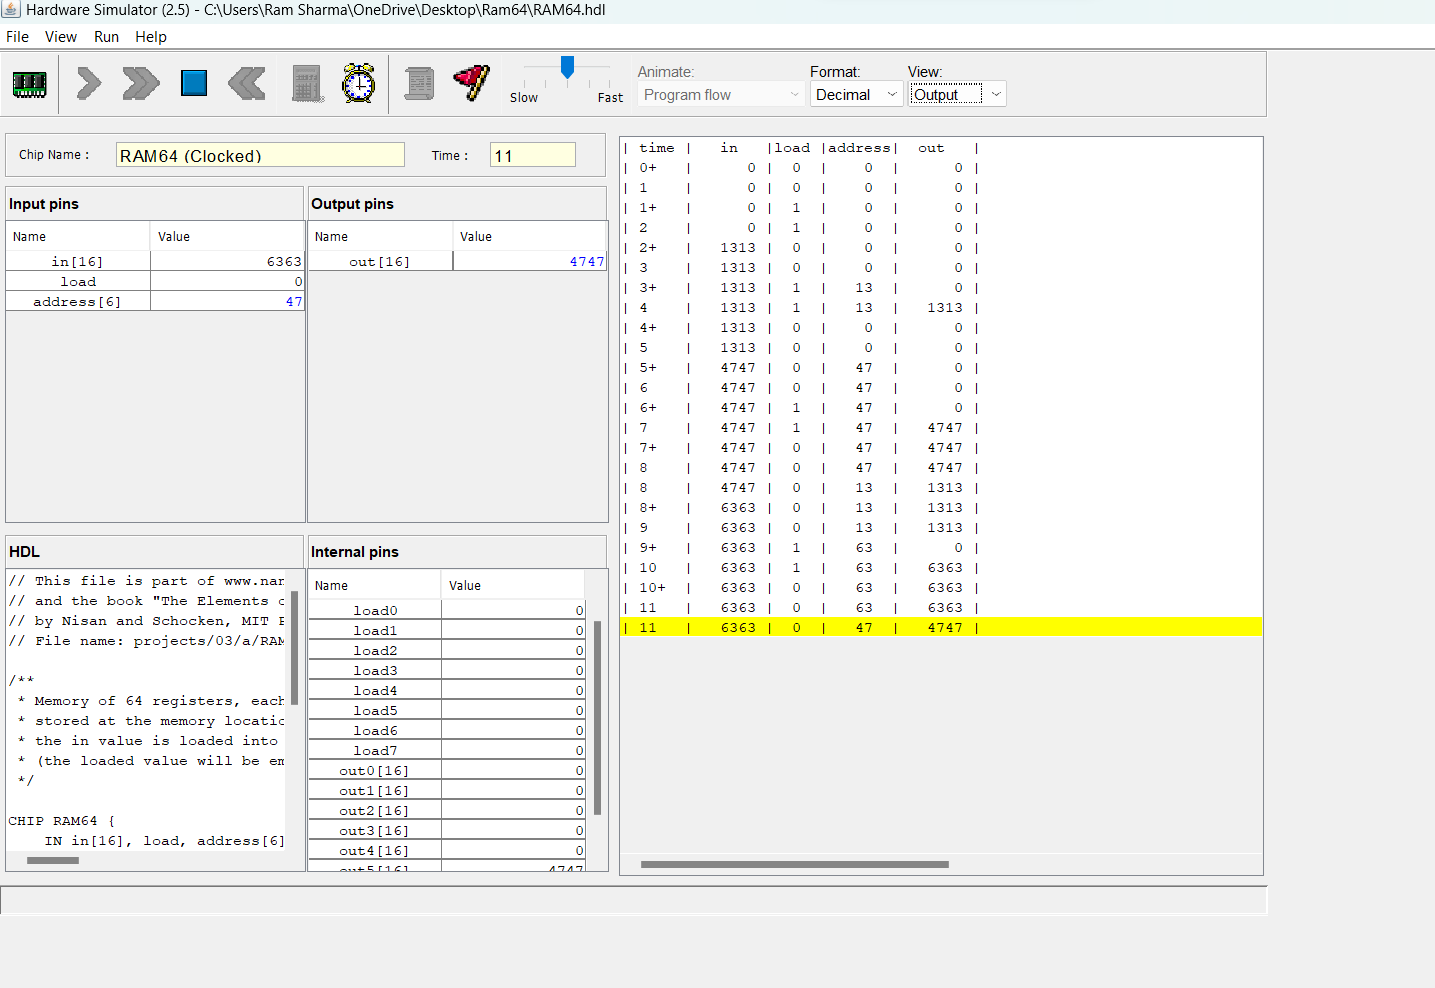 Hardware Simulator (2.5) - C:\Users\Ram Sharma\OneDrive\Desktop\Ram64\RAM64.hdl
File View Run Help
Slow Fast
Animate:
Program flow
Format:
Decimal
View:
Output
Chip Name : RAM64 (Clocked) Time : 11
Input pins
Name Value
in[16] 6363
load 0
address[6] 47
Output pins
Name Value
out[16] 4747
HDL
// This file is part of www.nan
// and the book "The Elements o
// by Nisan and Schocken, MIT P
// File name: projects/03/a/RAM
/**
* Memory of 64 registers, each
* stored at the memory locatio
* the in value is loaded into
* (the loaded value will be em
*/
CHIP RAM64 {
IN in[16], load, address[6]
Internal pins
Name Value
load0 0
load1 0
load2 0
load3 0
load4 0
load5 0
load6 0
load7 0
out0[16] 0
out1[16] 0
out2[16] 0
out3[16] 0
out4[16] 0
out5[16] 4747
| time | in |load |address| out |
| 0+ | 0 | 0 | 0 | 0 |
| 1 | 0 | 0 | 0 | 0 |
| 1+ | 0 | 1 | 0 | 0 |
| 2 | 0 | 1 | 0 | 0 |
| 2+ | 1313 | 0 | 0 | 0 |
| 3 | 1313 | 0 | 0 | 0 |
| 3+ | 1313 | 1 | 13 | 0 |
| 4 | 1313 | 1 | 13 | 1313 |
| 4+ | 1313 | 0 | 0 | 0 |
| 5 | 1313 | 0 | 0 | 0 |
| 5+ | 4747 | 0 | 47 | 0 |
| 6 | 4747 | 0 | 47 | 0 |
| 6+ | 4747 | 1 | 47 | 0 |
| 7 | 4747 | 1 | 47 | 4747 |
| 7+ | 4747 | 0 | 47 | 4747 |
| 8 | 4747 | 0 | 47 | 4747 |
| 8 | 4747 | 0 | 13 | 1313 |
| 8+ | 6363 | 0 | 13 | 1313 |
| 9 | 6363 | 0 | 13 | 1313 |
| 9+ | 6363 | 1 | 63 | 0 |
| 10 | 6363 | 1 | 63 | 6363 |
| 10+ | 6363 | 0 | 63 | 6363 |
| 11 | 6363 | 0 | 63 | 6363 |
| 11 | 6363 | 0 | 47 | 4747 |